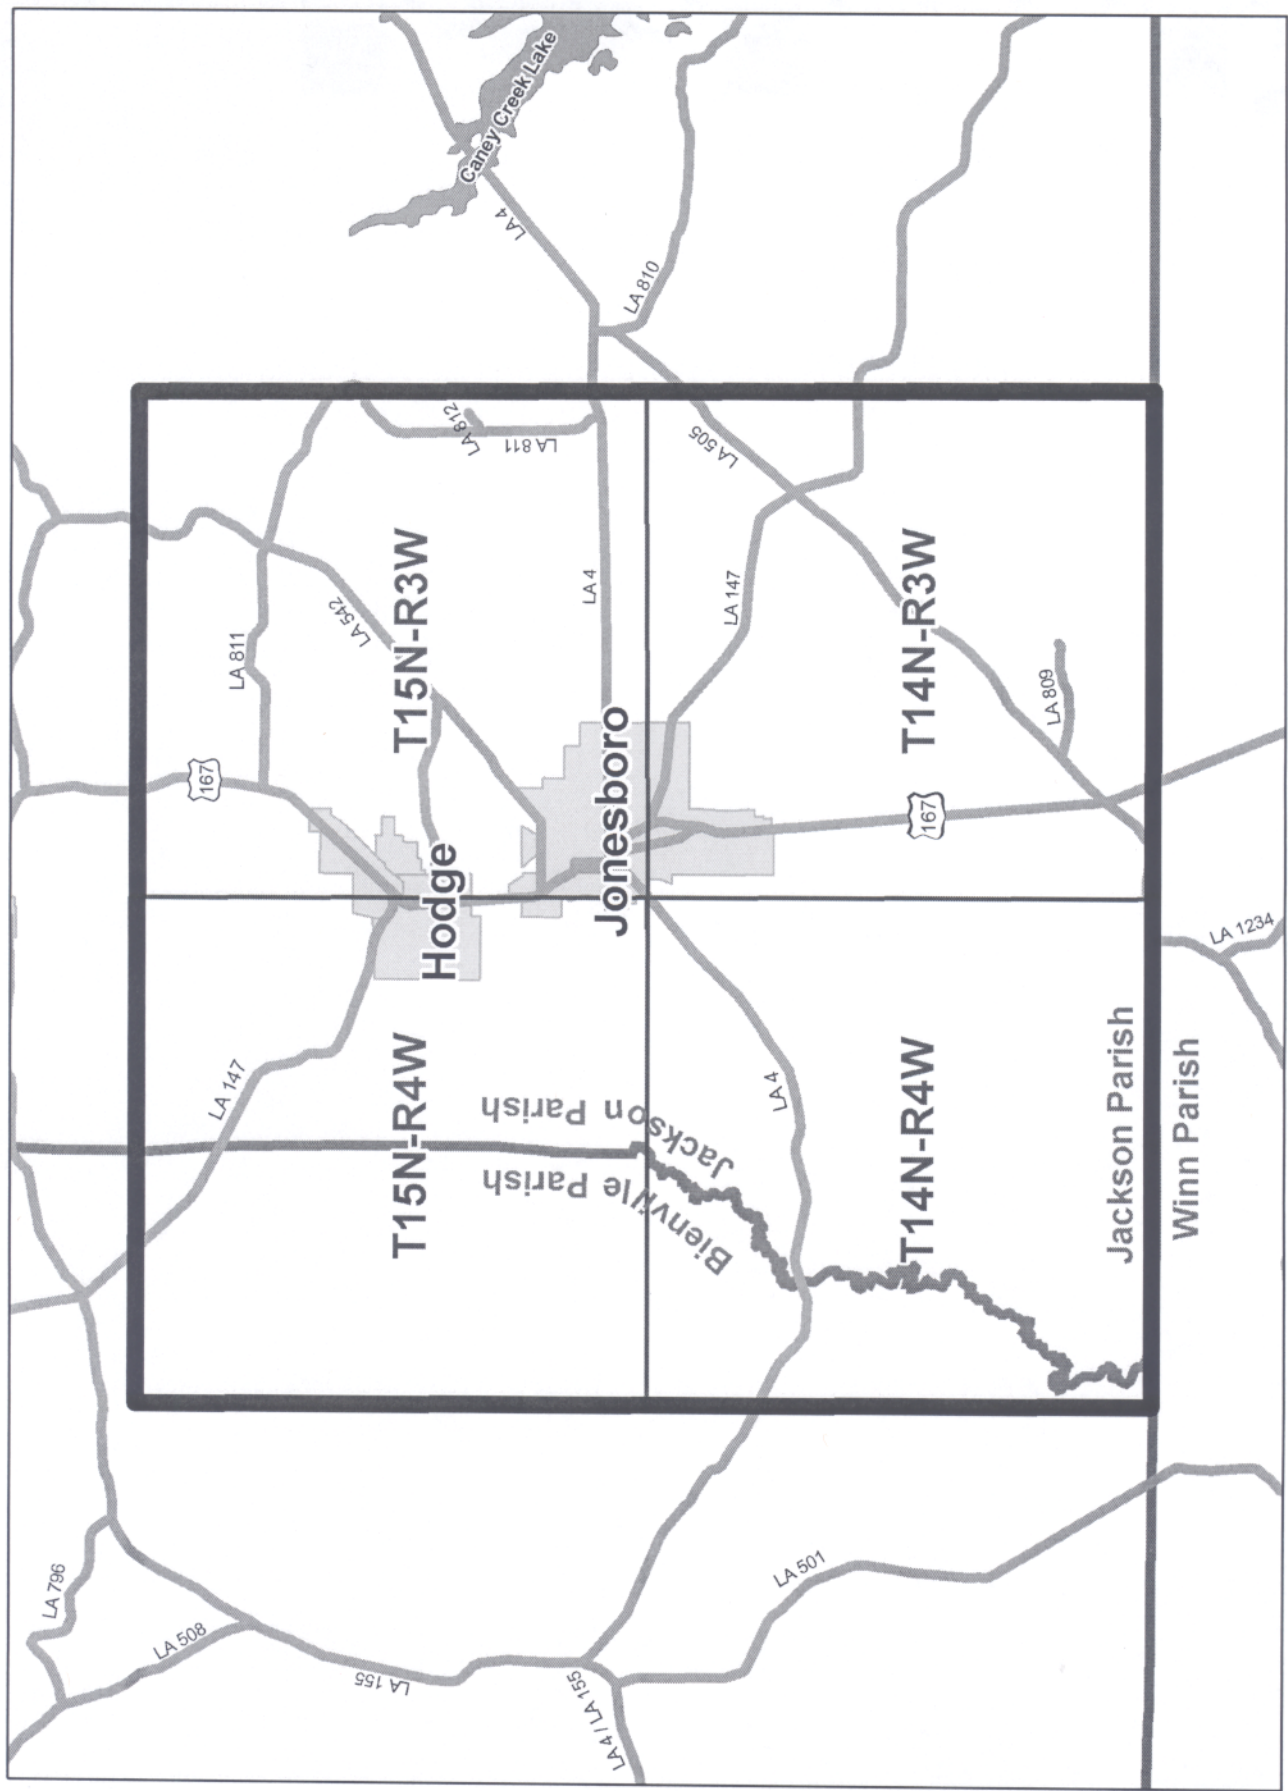 Caney Creek Lake
LA 4
LA 810
LA 812
LA 811
LA 505
T15N-R3W
LA 542
LA 811
167
LA 4
LA 147
T14N-R3W
LA 809
167
Hodge
Jonesboro
LA 147
T15N-R4W
Jackson Parish
Bienville Parish
LA 4
T14N-R4W
Jackson Parish
Winn Parish
LA 1234
LA 796
LA 508
LA 155
LA 4 / LA 155
LA 501